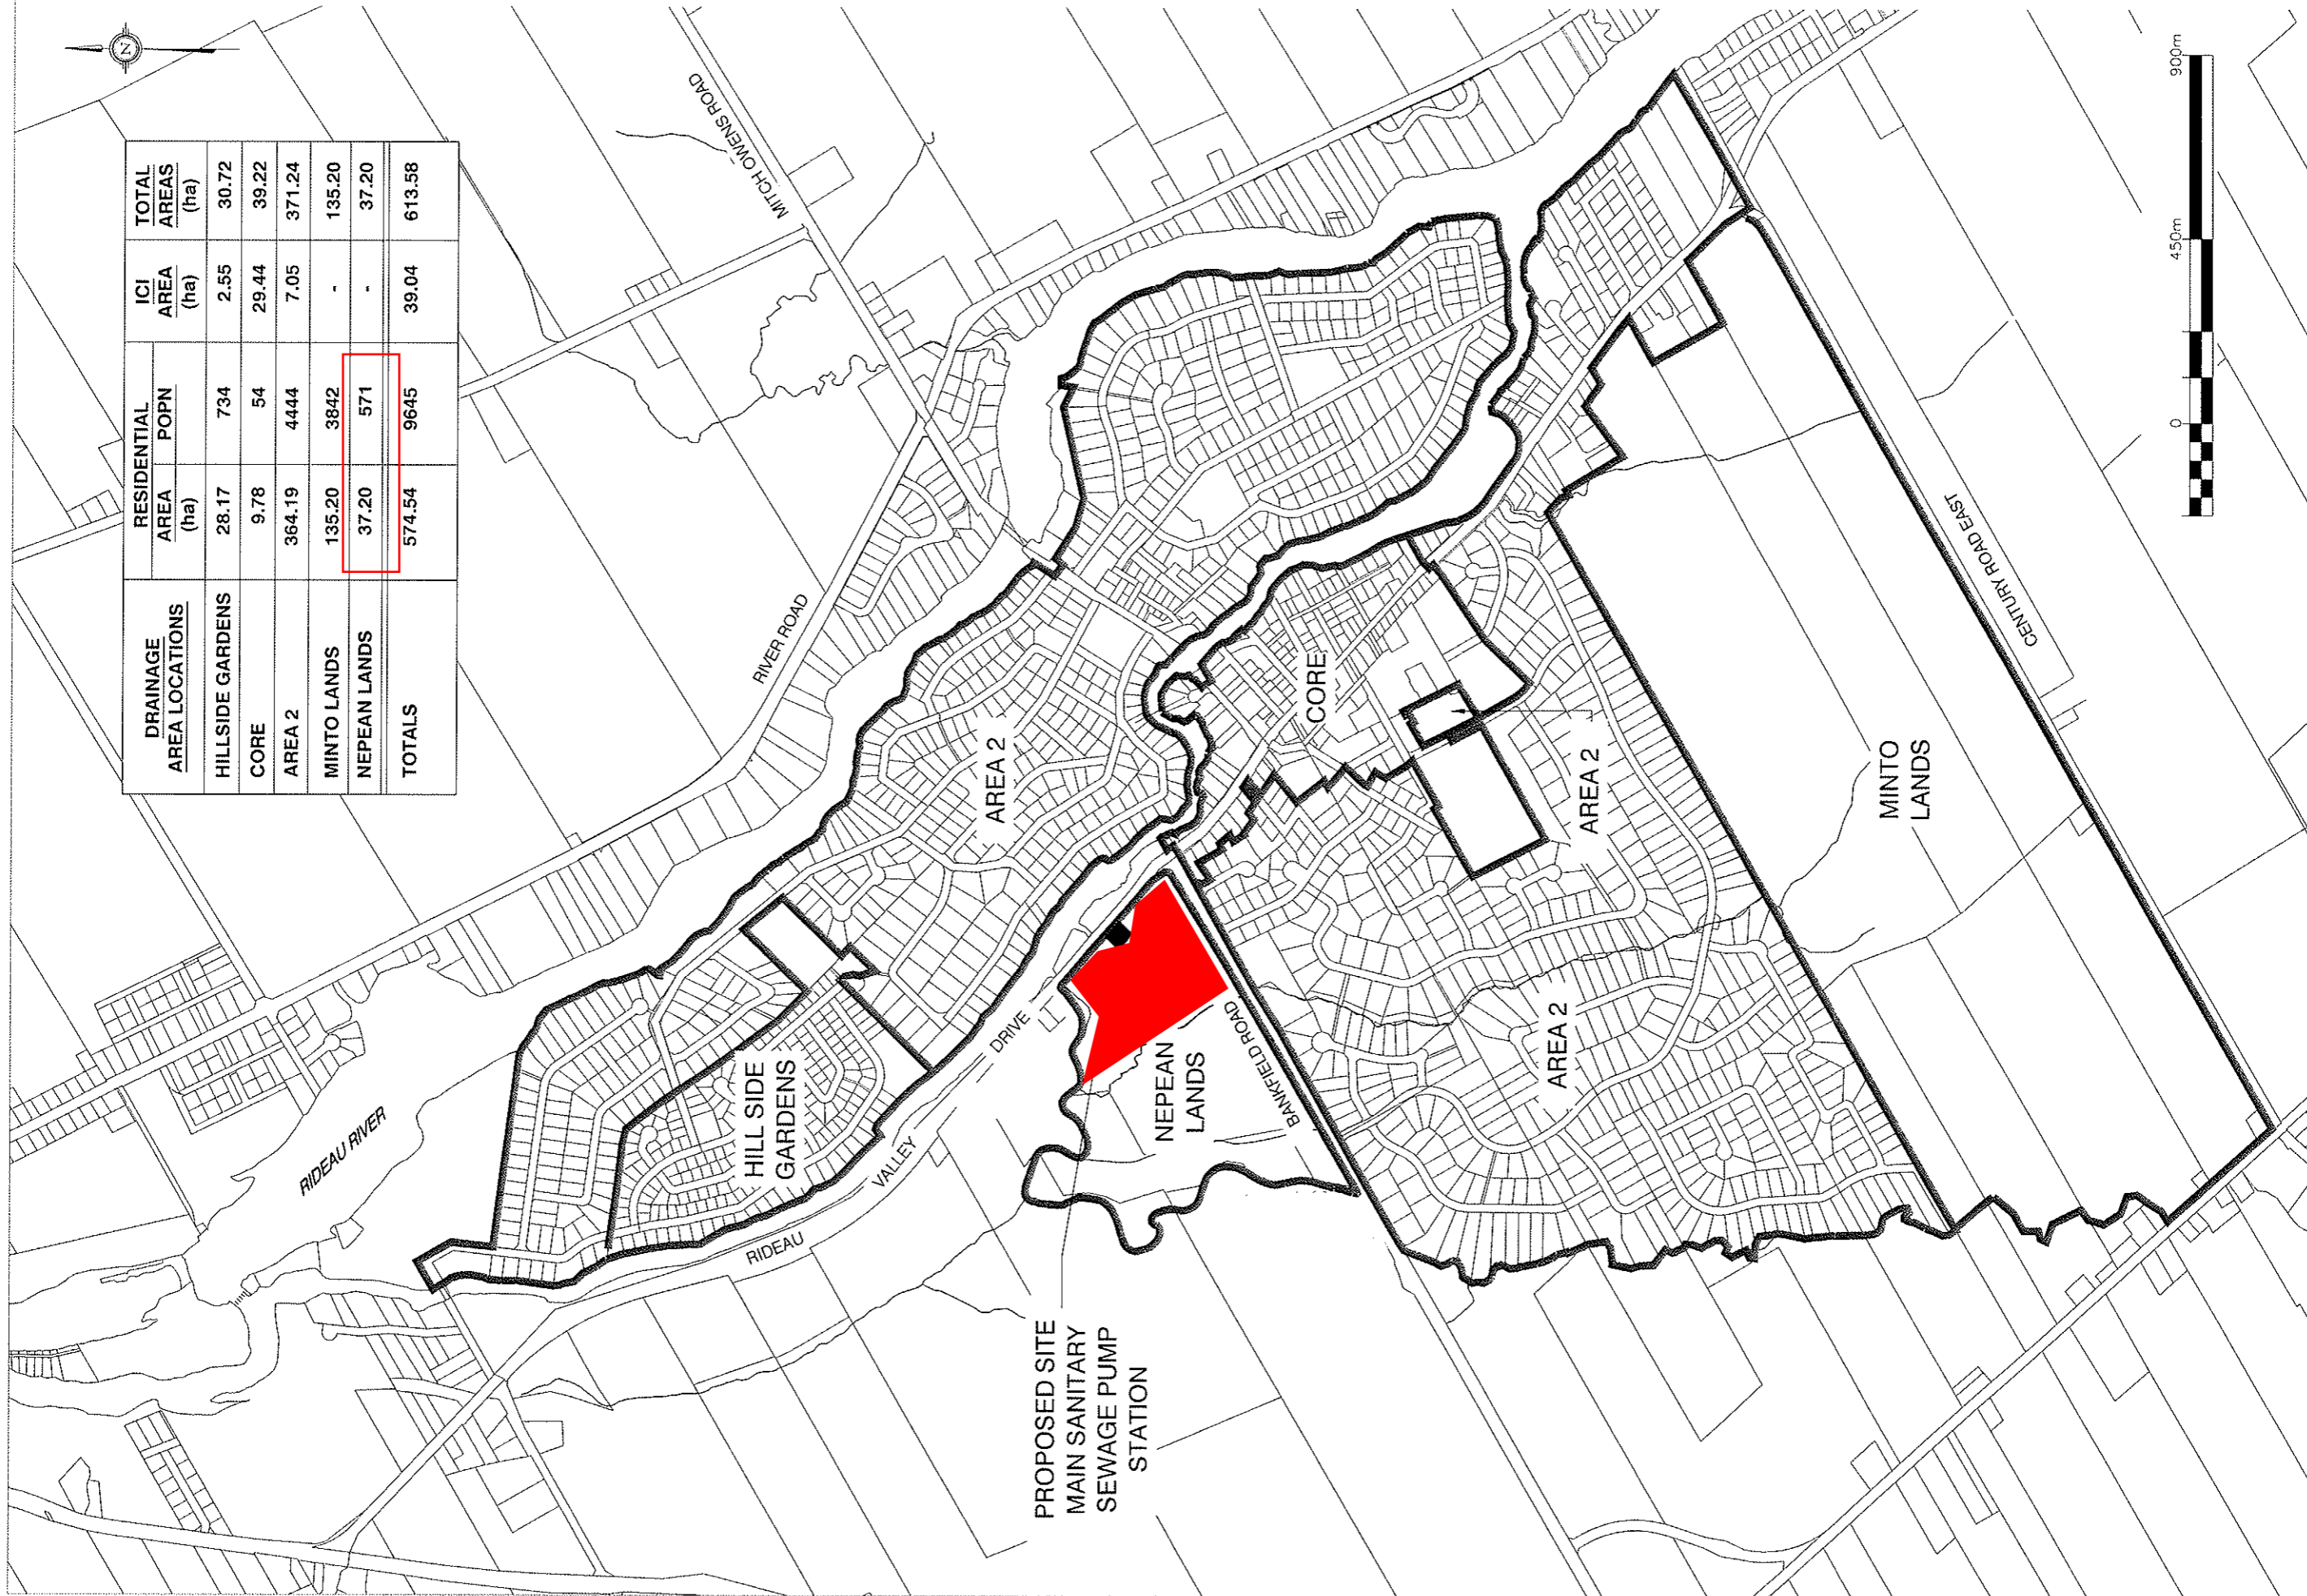 N
DRAINAGE
AREA LOCATIONS
RESIDENTIAL
AREA
(ha)
POPN
ICI
AREA
(ha)
TOTAL
AREAS
(ha)
HILLSIDE GARDENS 28.17 734 2.55 30.72
CORE 9.78 54 29.44 39.22
AREA 2 364.19 4444 7.05 371.24
MINTO LANDS 135.20 3842 - 135.20
NEPEAN LANDS 37.20 571 - 37.20
TOTALS 574.54 9645 39.04 613.58
MITCH OWENS ROAD
RIVER ROAD
RIDEAU RIVER
HILL SIDE
GARDENS
AREA 2
RIDEAU
VALLEY
DRIVE
CORE
NEPEAN
LANDS
BANKFIELD ROAD
AREA 2
AREA 2
MINTO
LANDS
CENTURY ROAD EAST
PROPOSED SITE
MAIN SANITARY
SEWAGE PUMP
STATION
0 450m 900m